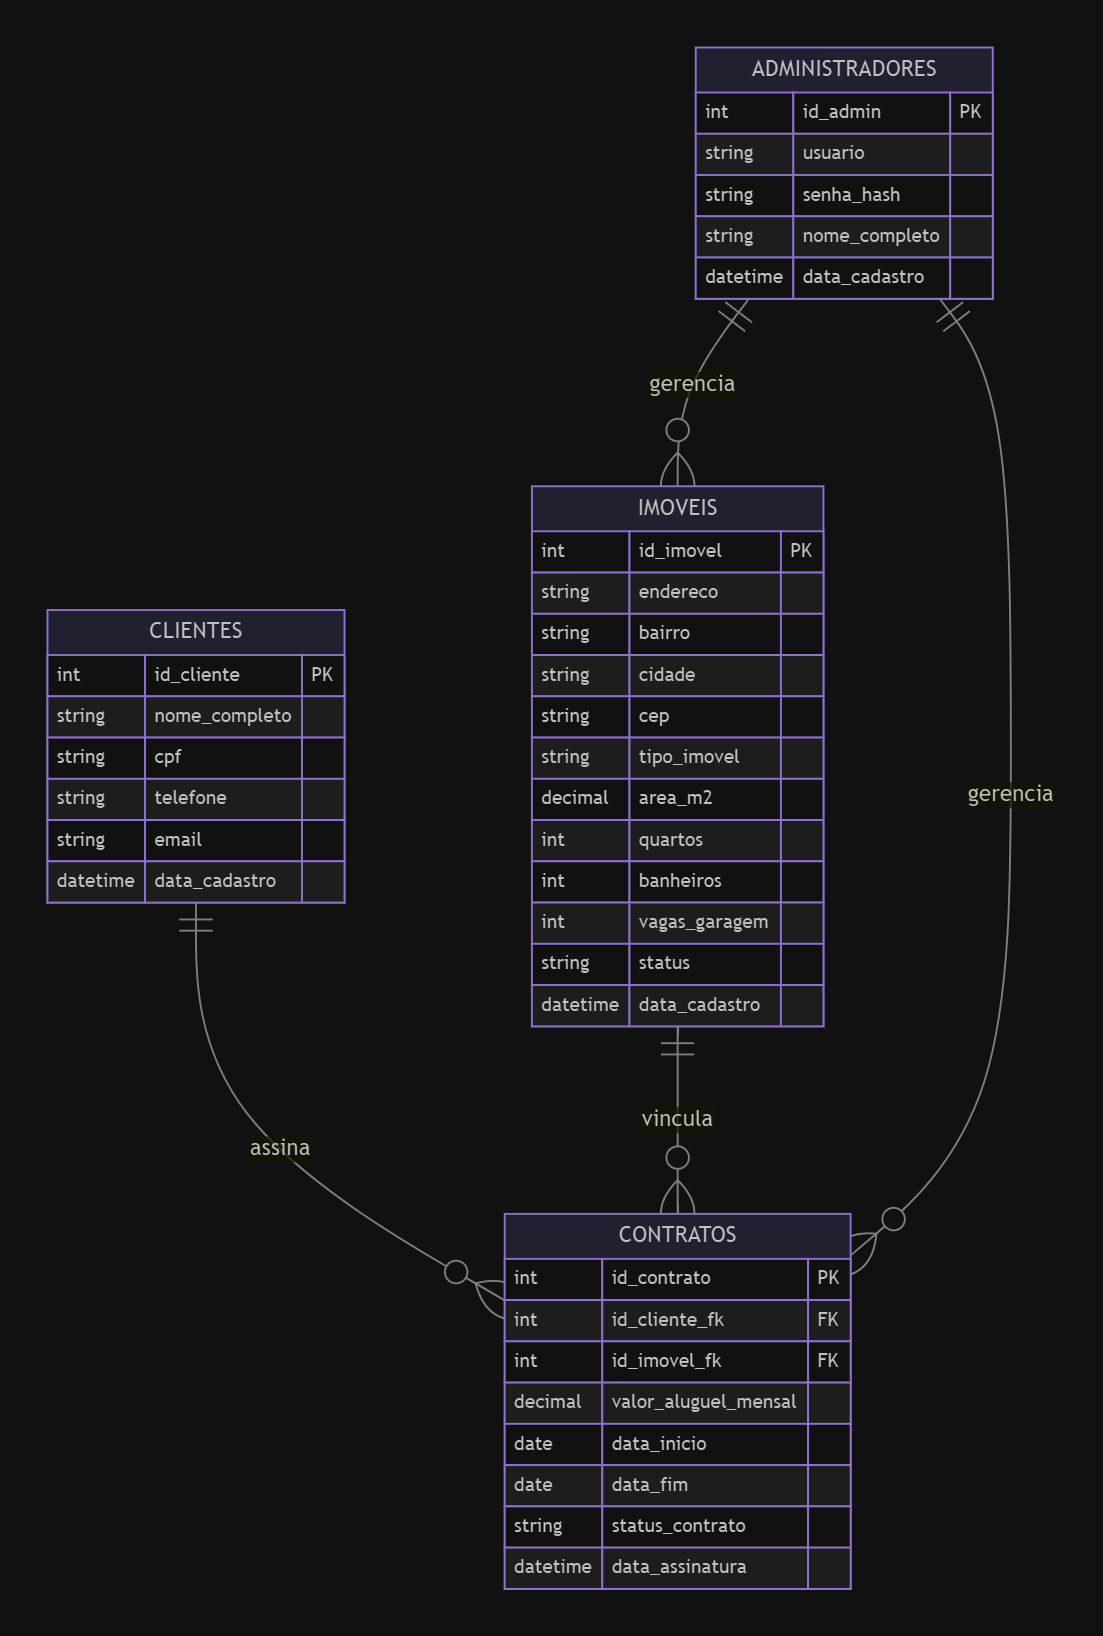 ADMINISTRADORES
int id_admin PK
string usuario
string senha_hash
string nome_completo
datetime data_cadastro
gerencia
IMOVEIS
int id_imovel PK
string endereco
string bairro
string cidade
string cep
string tipo_imovel
decimal area_m2
int quartos
int banheiros
int vagas_garagem
string status
datetime data_cadastro
CLIENTES
int id_cliente PK
string nome_completo
string cpf
string telefone
string email
datetime data_cadastro
gerencia
vincula
assina
CONTRATOS
int id_contrato PK
int id_cliente_fk FK
int id_imovel_fk FK
decimal valor_aluguel_mensal
date data_inicio
date data_fim
string status_contrato
datetime data_assinatura